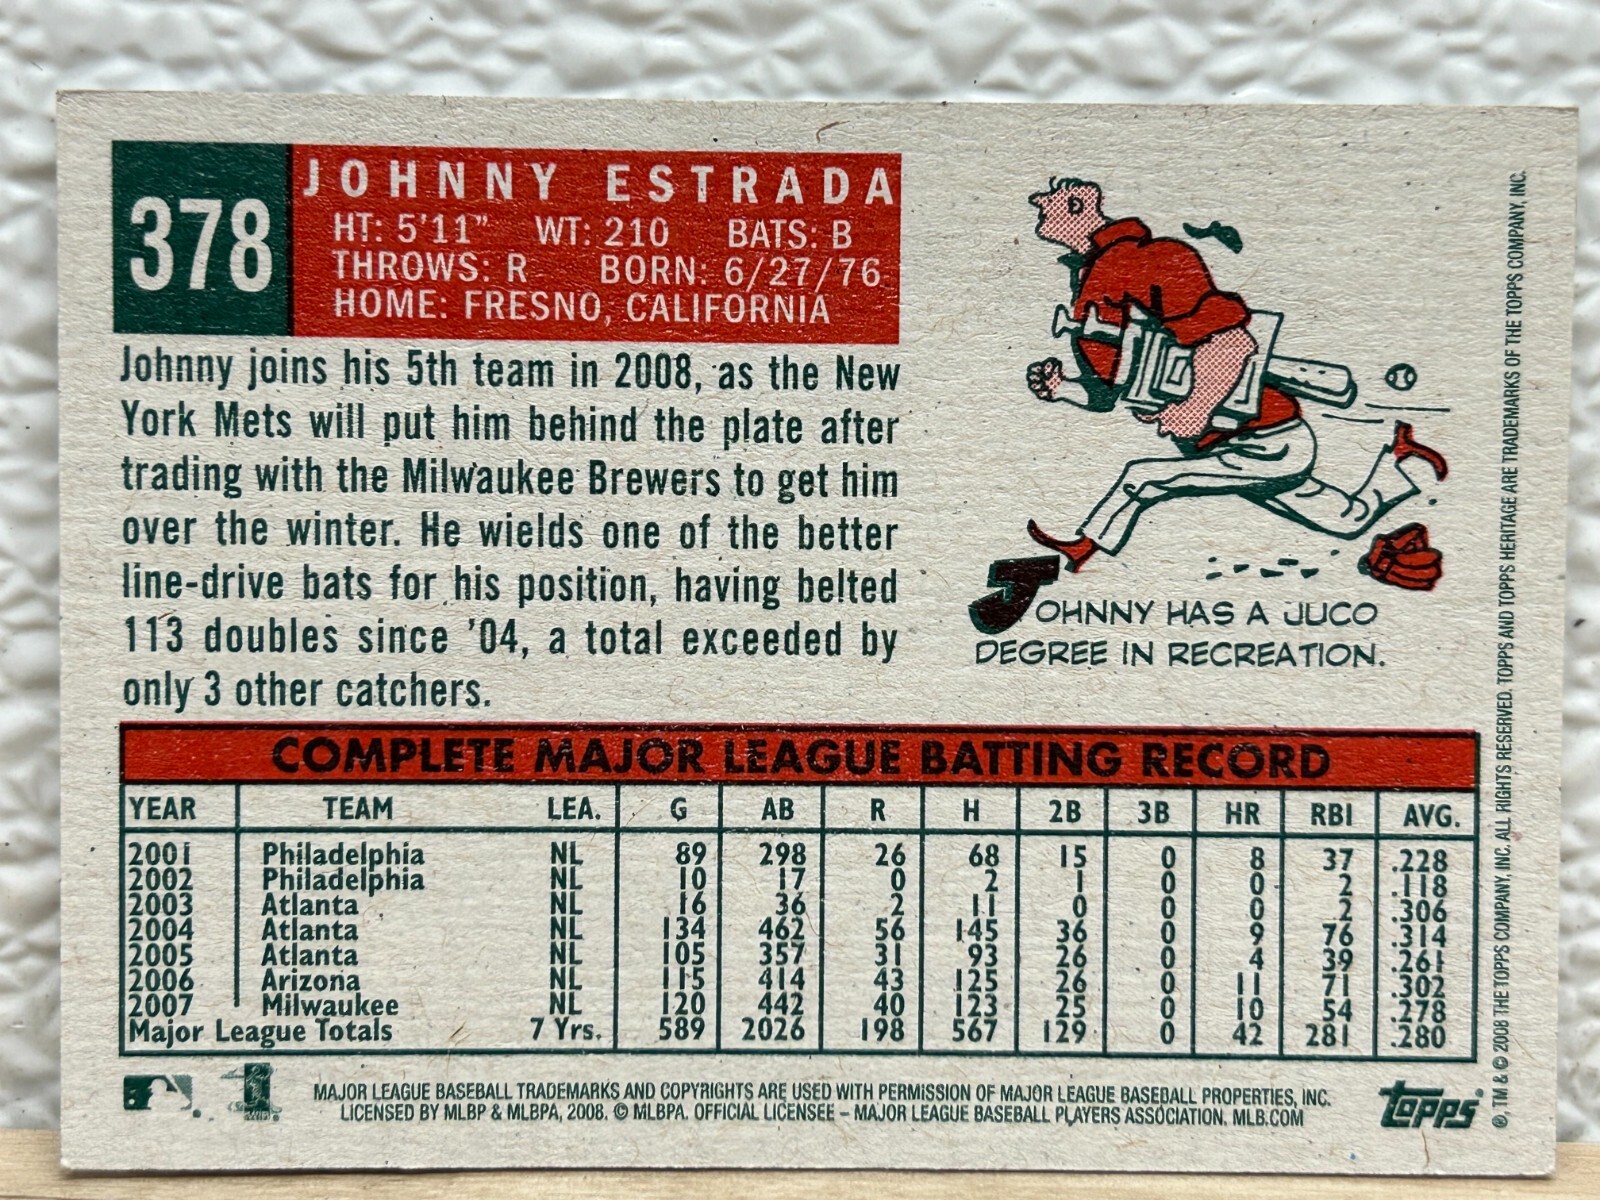 378
JOHNNY ESTRADA
HT: 5'11" WT: 210 BATS: B
THROWS: R BORN: 6/27/76
HOME: FRESNO, CALIFORNIA
Johnny joins his 5th team in 2008, as the New
York Mets will put him behind the plate after
trading with the Milwaukee Brewers to get him
over the winter. He wields one of the better
line-drive bats for his position, having belted
113 doubles since '04, a total exceeded by
only 3 other catchers.
JOHNNY HAS A JUCO
DEGREE IN RECREATION.
COMPLETE MAJOR LEAGUE BATTING RECORD
YEAR TEAM LEA. G AB R H 2B 3B HR RBI AVG.
2001 Philadelphia NL 89 298 26 68 15 0 8 37 .228
2002 Philadelphia NL 10 17 0 2 1 0 0 2 .118
2003 Atlanta NL 16 36 2 11 0 0 0 2 .306
2004 Atlanta NL 134 462 56 145 36 0 9 76 .314
2005 Atlanta NL 105 357 31 93 26 0 4 39 .261
2006 Arizona NL 115 414 43 125 26 0 11 71 .302
2007 Milwaukee NL 120 442 40 123 25 0 10 54 .278
Major League Totals 7 Yrs. 589 2026 198 567 129 0 42 281 .280
MAJOR LEAGUE BASEBALL TRADEMARKS AND COPYRIGHTS ARE USED WITH PERMISSION OF MAJOR LEAGUE BASEBALL PROPERTIES, INC.
LICENSED BY MLBP & MLBPA, 2008. © MLBPA. OFFICIAL LICENSEE – MAJOR LEAGUE BASEBALL PLAYERS ASSOCIATION. MLB.COM
topps
®, TM & © 2008 THE TOPPS COMPANY, INC. ALL RIGHTS RESERVED. TOPPS AND TOPPS HERITAGE ARE TRADEMARKS OF THE TOPPS COMPANY, INC.